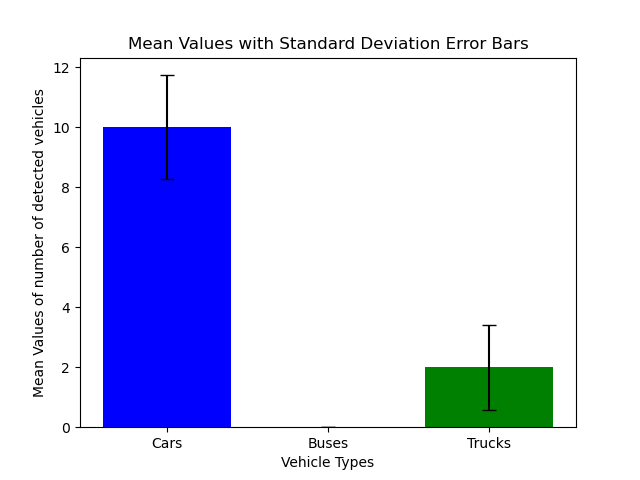 Mean Values with Standard Deviation Error Bars
Mean Values of number of detected vehicles
12
10
8
6
4
2
0
Cars Buses Trucks
Vehicle Types